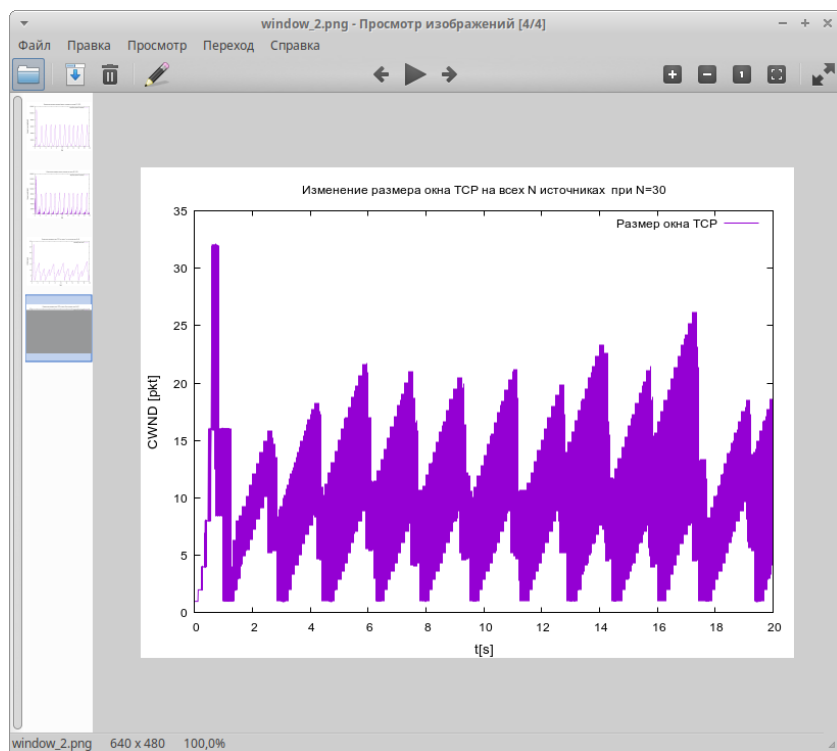 window_2.png - Просмотр изображений [4/4]
Файл Правка Просмотр Переход Справка
Изменение размера окна TCP на всех N источниках при N=30
Размер окна TCP
35
30
25
20
15
10
5
0
CWND [pkt]
0 2 4 6 8 10 12 14 16 18 20
t[s]
window_2.png 640 x 480 100,0%